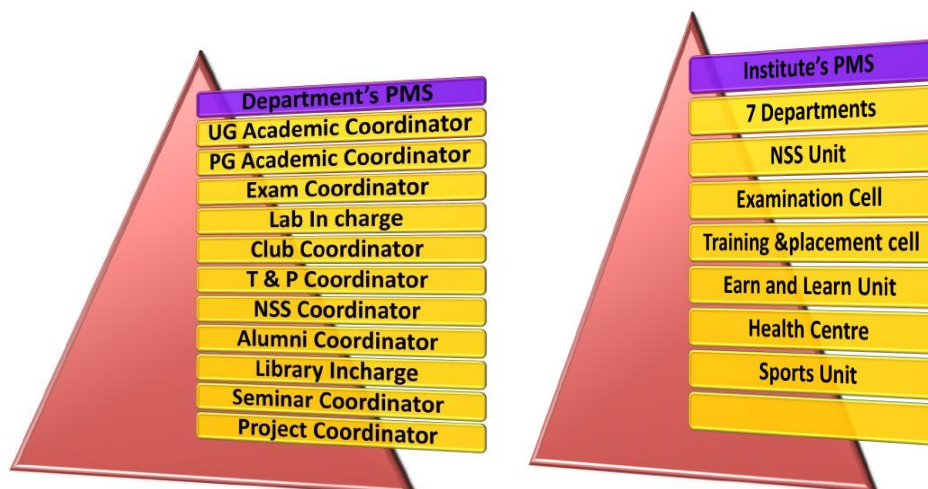 Department's PMS
UG Academic Coordinator
PG Academic Coordinator
Exam Coordinator
Lab In charge
Club Coordinator
T & P Coordinator
NSS Coordinator
Alumni Coordinator
Library Incharge
Seminar Coordinator
Project Coordinator
Institute's PMS
7 Departments
NSS Unit
Examination Cell
Training &placement cell
Earn and Learn Unit
Health Centre
Sports Unit